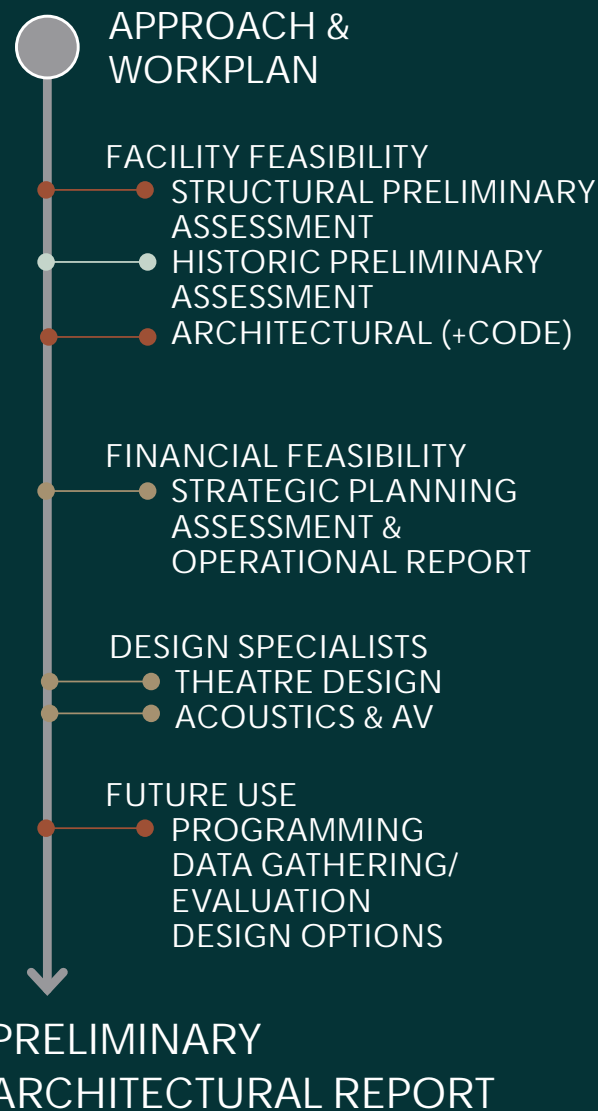 APPROACH &
WORKPLAN
FACILITY FEASIBILITY
STRUCTURAL PRELIMINARY
ASSESSMENT
HISTORIC PRELIMINARY
ASSESSMENT
ARCHITECTURAL (+CODE)
FINANCIAL FEASIBILITY
STRATEGIC PLANNING
ASSESSMENT &
OPERATIONAL REPORT
DESIGN SPECIALISTS
THEATRE DESIGN
ACOUSTICS & AV
FUTURE USE
PROGRAMMING
DATA GATHERING/
EVALUATION
DESIGN OPTIONS
PRELIMINARY
ARCHITECTURAL REPORT